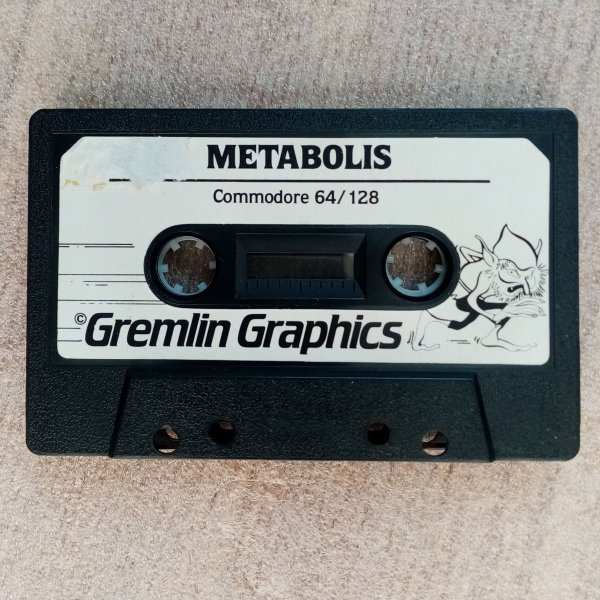 METABOLIS
Commodore 64/128
© Gremlin Graphics